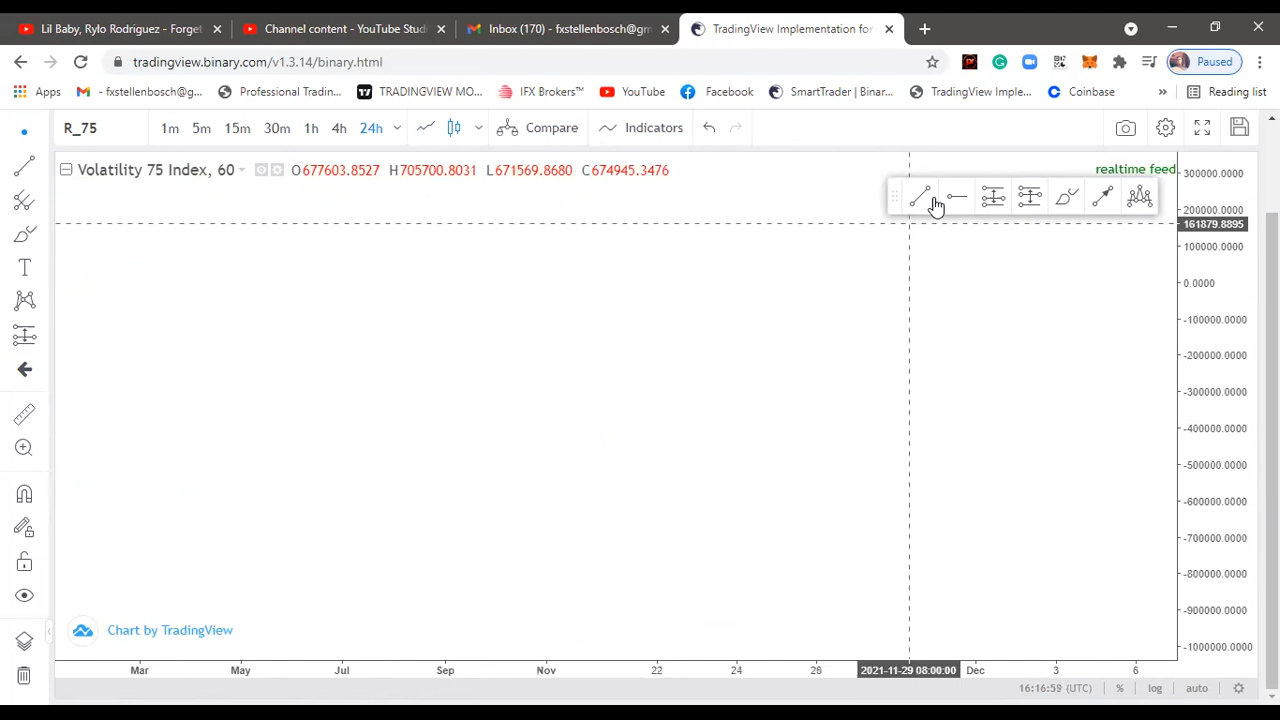 Lil Baby, Rylo Rodriguez - Forget
Channel content - YouTube Studi
Inbox (170) - fxstellenbosch@gm
TradingView Implementation for
tradingview.binary.com/v1.3.14/binary.html
Paused
Apps
- fxstellenbosch@g...
Professional Tradin...
TRADINGVIEW MO...
IFX Brokers™
YouTube
Facebook
SmartTrader | Binar...
TradingView Imple...
Coinbase
»
Reading list
R_75
1m 5m 15m 30m 1h 4h 24h
Compare
Indicators
Volatility 75 Index, 60
O677603.8527 H705700.8031 L671569.8680 C674945.3476
realtime feed
300000.0000
200000.0000
161879.8895
100000.0000
0.0000
-100000.0000
-200000.0000
-300000.0000
-400000.0000
-500000.0000
-600000.0000
-700000.0000
-800000.0000
-900000.0000
-1000000.0000
T
Chart by TradingView
Mar May Jul Sep Nov 22 24 26 2021-11-29 08:00:00 Dec 3 6
16:16:59 (UTC) % log auto